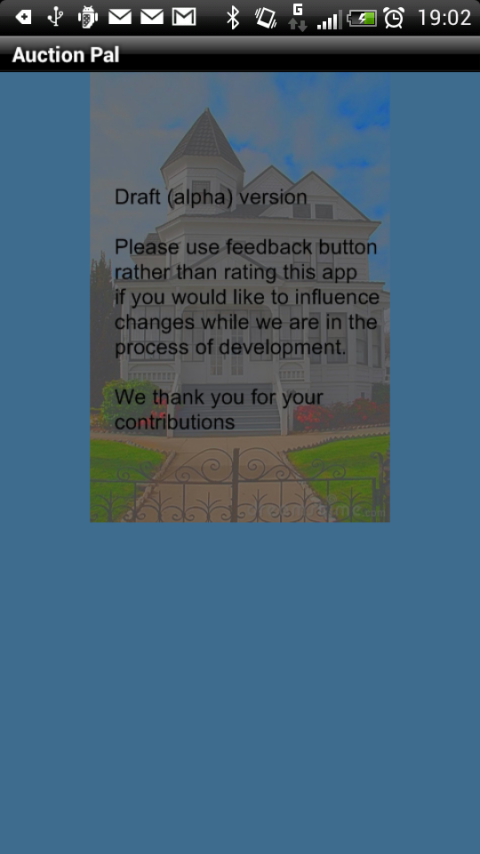 G
19:02
Auction Pal
Draft (alpha) version
Please use feedback button
rather than rating this app
if you would like to influence
changes while we are in the
process of development.
We thank you for your
contributions